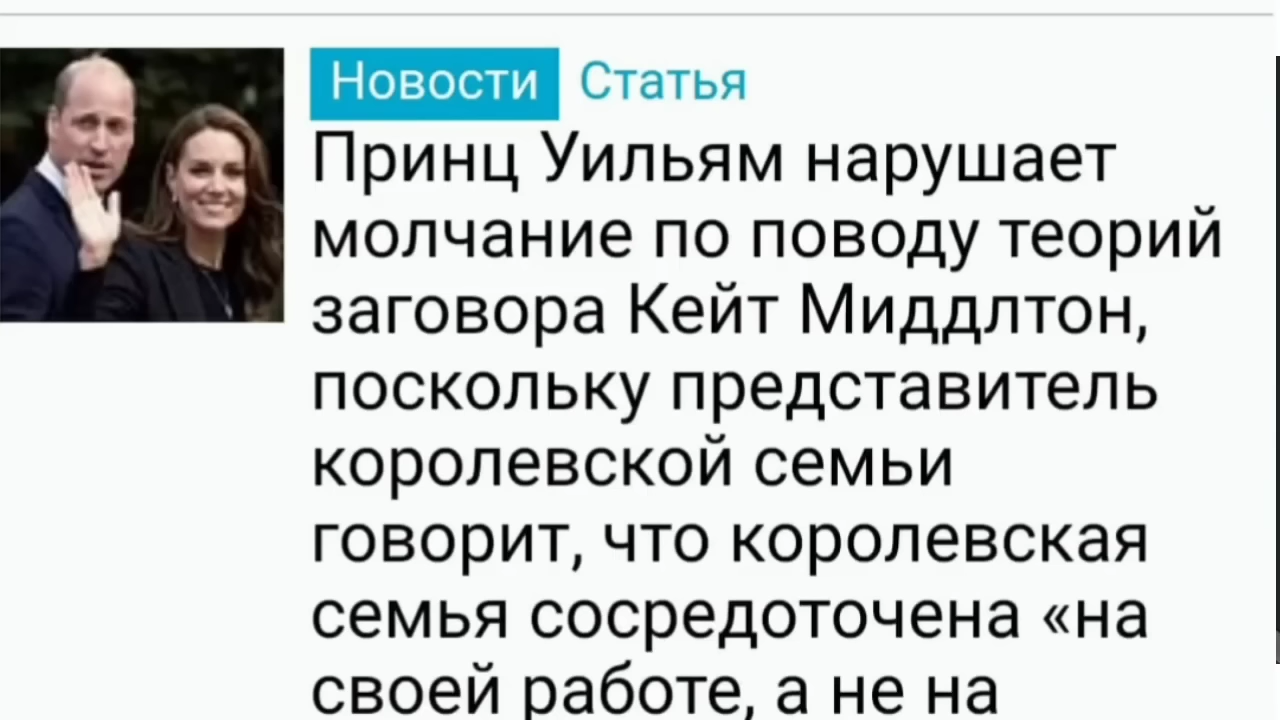 Новости Статья
Принц Уильям нарушает
молчание по поводу теорий
заговора Кейт Миддлтон,
поскольку представитель
королевской семьи
говорит, что королевская
семья сосредоточена «на
своей работе, а не на